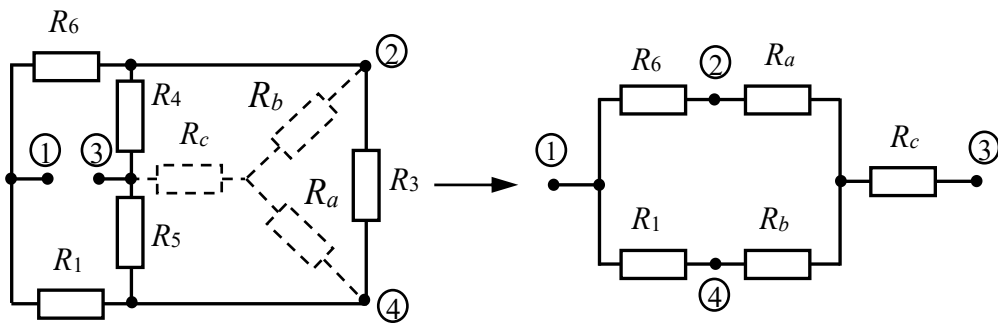 R6
②
R4
Rb
Rc
①
③
R3
Ra
R5
R1
④
R6
②
Ra
①
Rc
③
R1
Rb
④